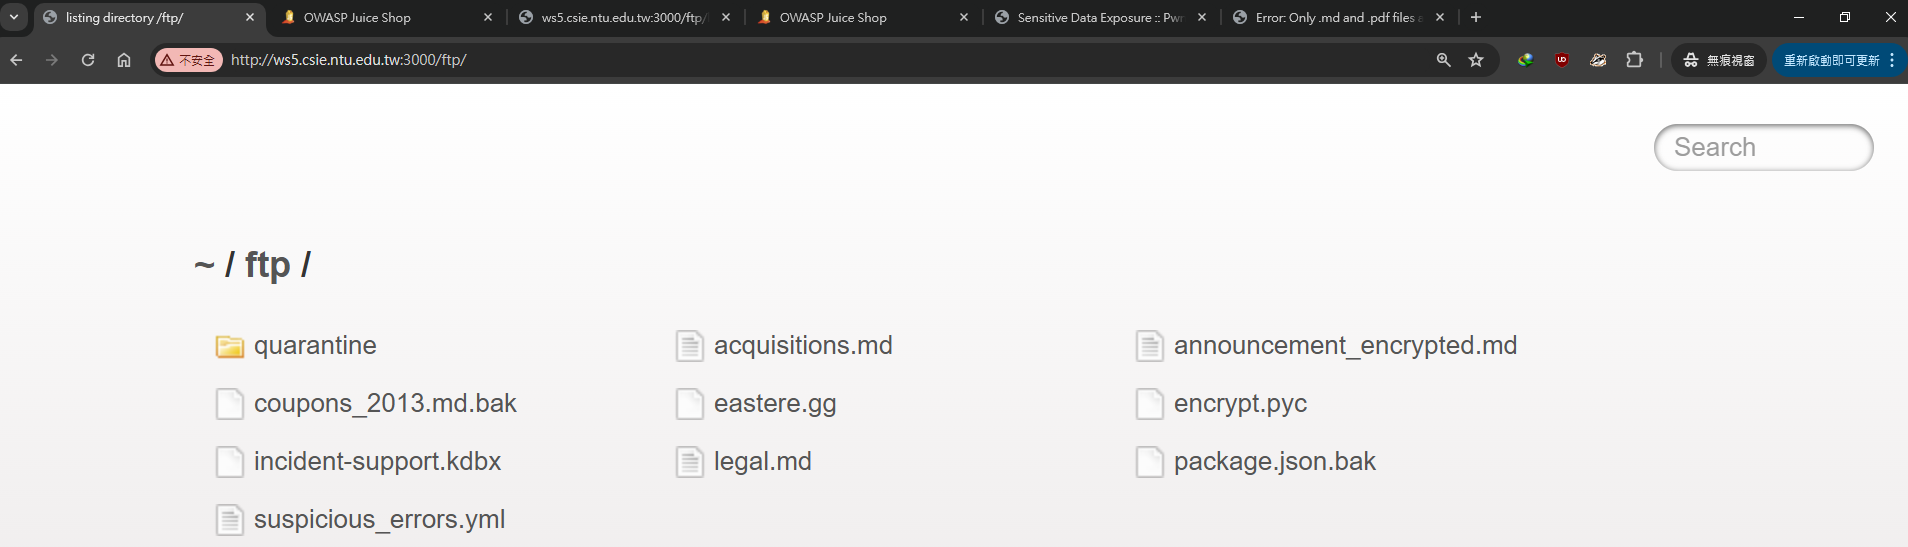 listing directory /ftp/
OWASP Juice Shop
ws5.csie.ntu.edu.tw:3000/ftp/
OWASP Juice Shop
Sensitive Data Exposure :: Pw
Error: Only .md and .pdf files
不安全
http://ws5.csie.ntu.edu.tw:3000/ftp/
無痕視窗
重新啟動即可更新
Search
~ / ftp /
quarantine
acquisitions.md
announcement_encrypted.md
coupons_2013.md.bak
eastere.gg
encrypt.pyc
incident-support.kdbx
legal.md
package.json.bak
suspicious_errors.yml